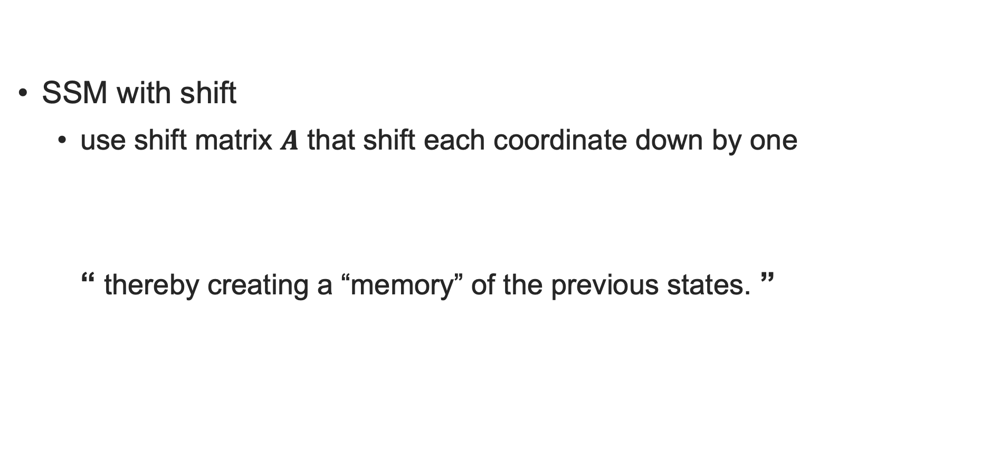 • SSM with shift
• use shift matrix A that shift each coordinate down by one
“ thereby creating a “memory” of the previous states. ”